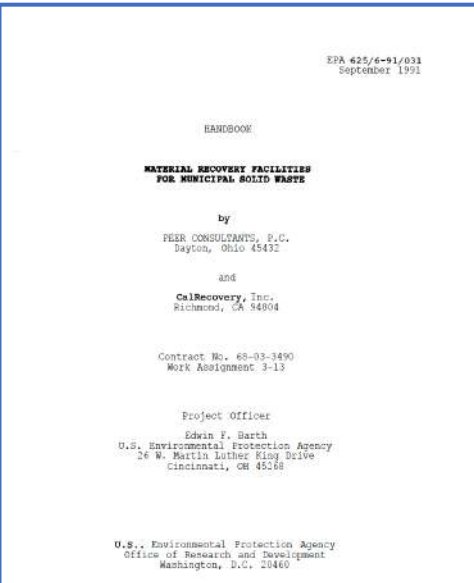 EPA 625/6-91/031
September 1991
HANDBOOK
MATERIAL RECOVERY FACILITIES
FOR MUNICIPAL SOLID WASTE
by
PEER CONSULTANTS, P.C.
Dayton, Ohio 45432
and
CalRecovery, Inc.
Richmond, CA 94804
Contract No. 68-03-3490
Work Assignment 3-13
Project Officer
Edwin F. Barth
U.S. Environmental Protection Agency
26 W. Martin Luther King Drive
Cincinnati, OH 45268
U.S.. Environmental Protection Agency
Office of Research and Development
Washington, D.C. 20460